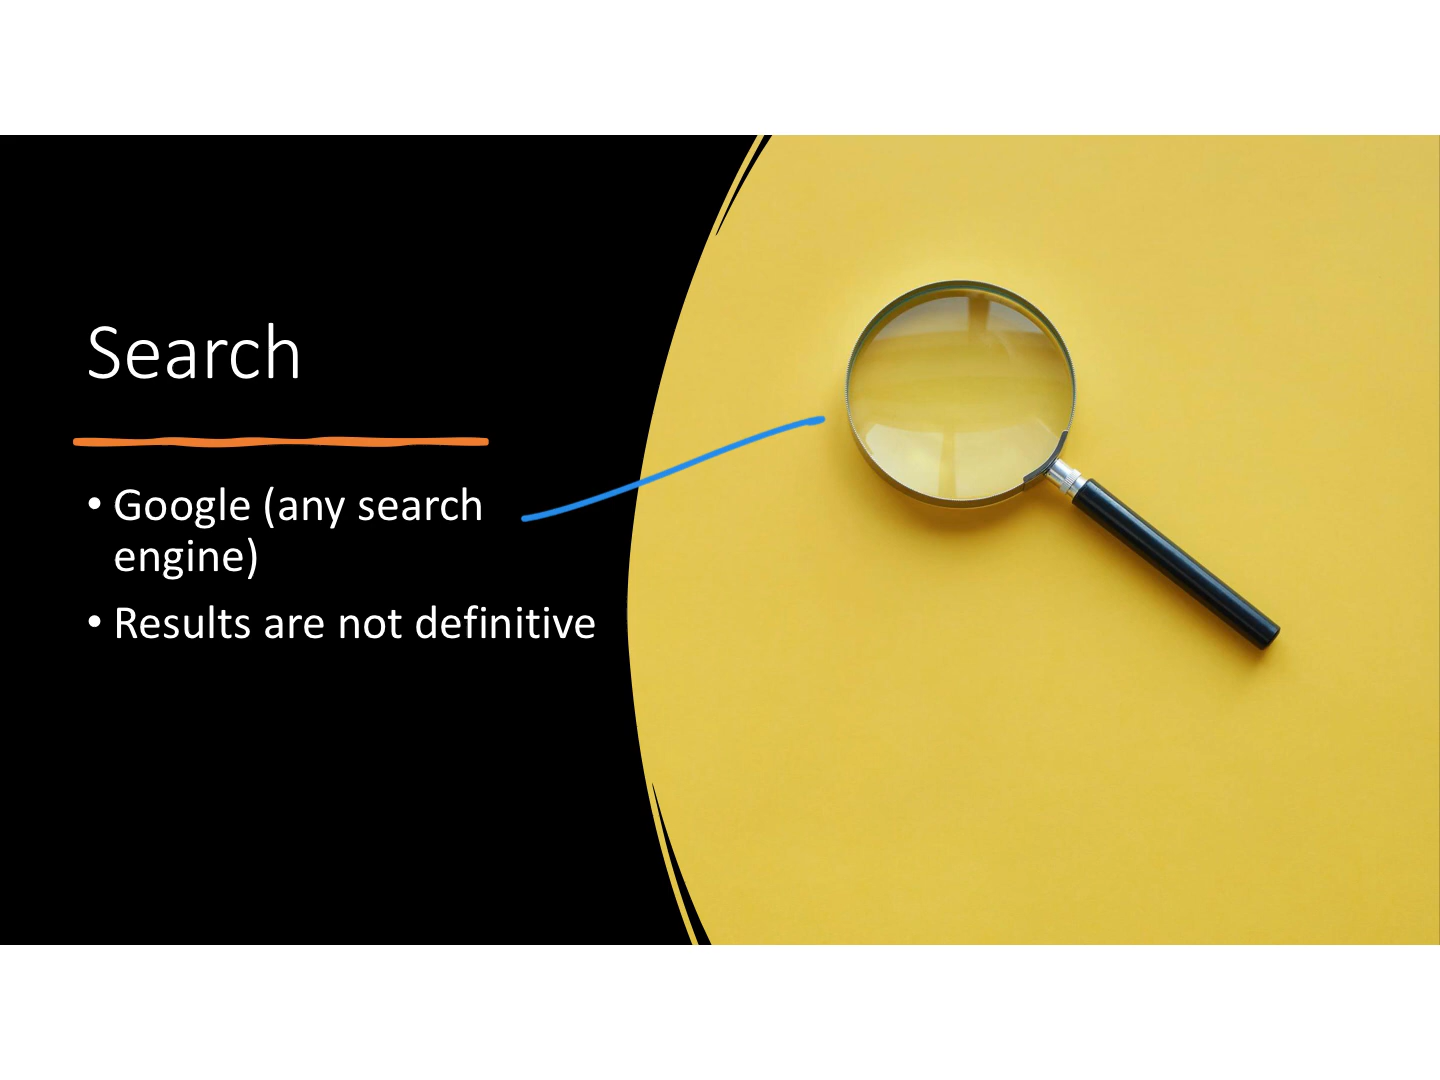 Search
• Google (any search
engine)
• Results are not definitive